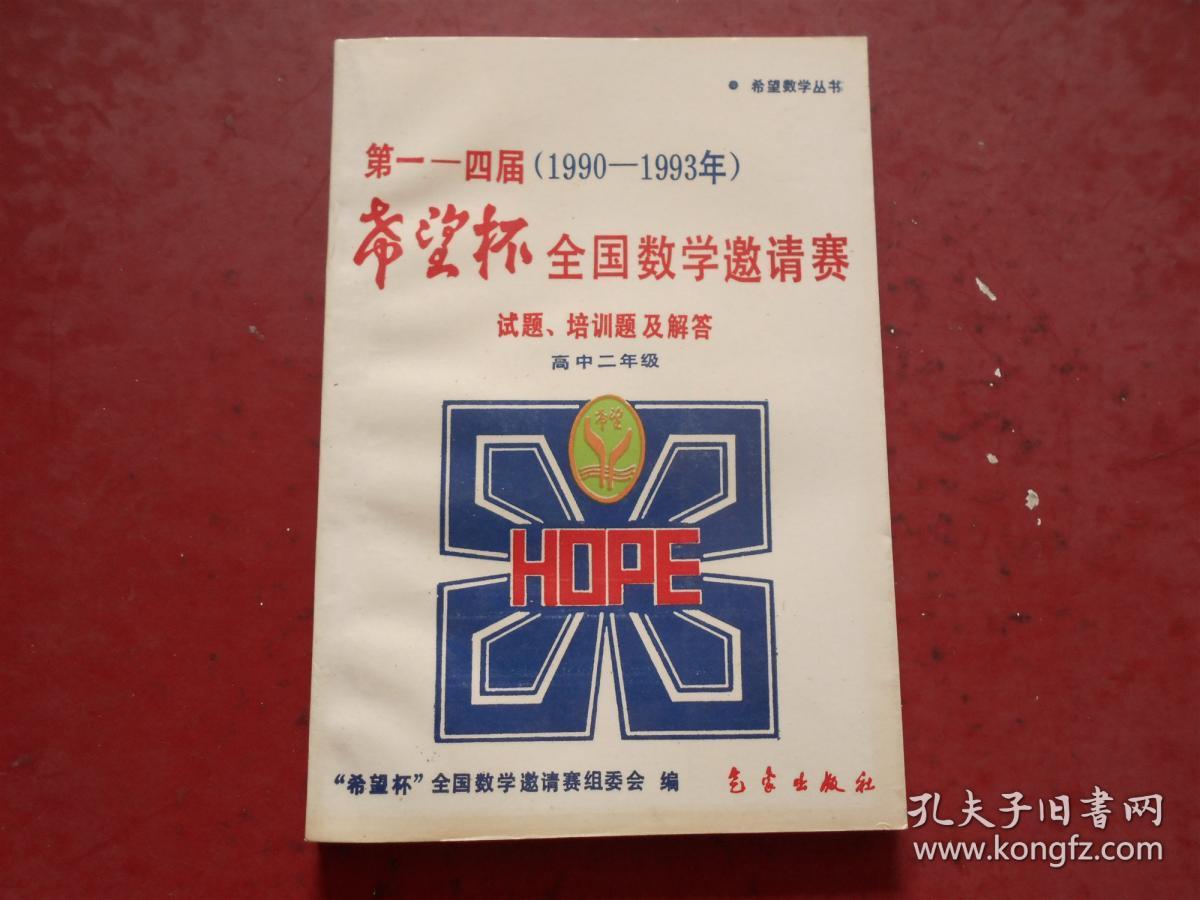 • 希望数学丛书
第一—四届(1990—1993年)
希望杯 全国数学邀请赛
试题、培训题及解答
高中二年级
希望
HOPE
“希望杯”全国数学邀请赛组委会 编 气象出版社
孔夫子旧书网
www.kongfz.com